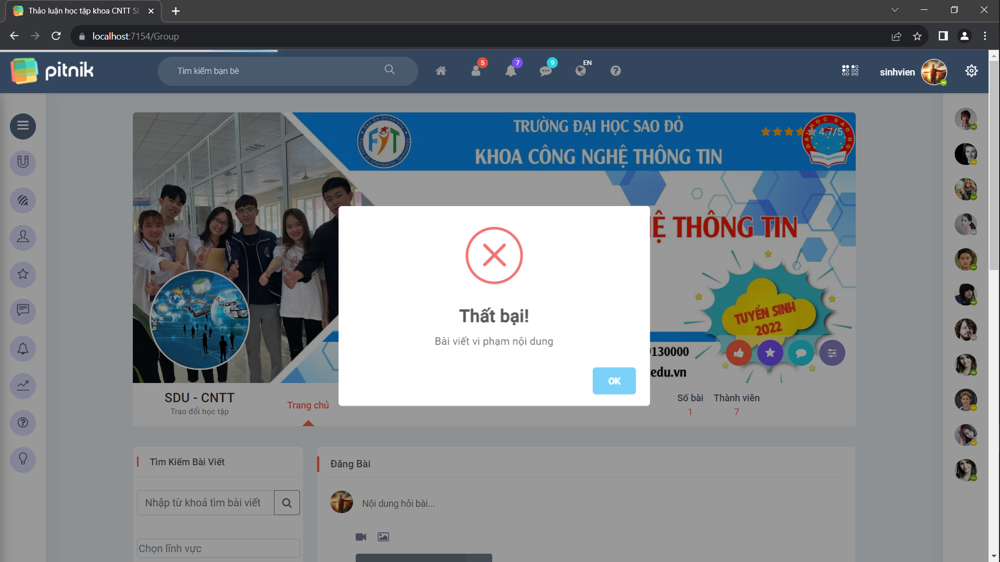 Thảo luận học tập khoa CNTT SD
localhost:7154/Group
pitnik
Tìm kiếm bạn bè
5
7
9
EN
sinhvien
TRƯỜNG ĐẠI HỌC SAO ĐỎ
KHOA CÔNG NGHỆ THÔNG TIN
4.7/5
FIT
Ệ THÔNG TIN
TUYỂN SINH
2022
130000
edu.vn
Thất bại!
Bài viết vi phạm nội dung
OK
SDU - CNTT
Trao đổi học tập
Trang chủ
Số bài
1
Thành viên
7
Tìm Kiếm Bài Viết
Nhập từ khoá tìm bài viết
Chọn lĩnh vực
Đăng Bài
Nội dung hỏi bài...